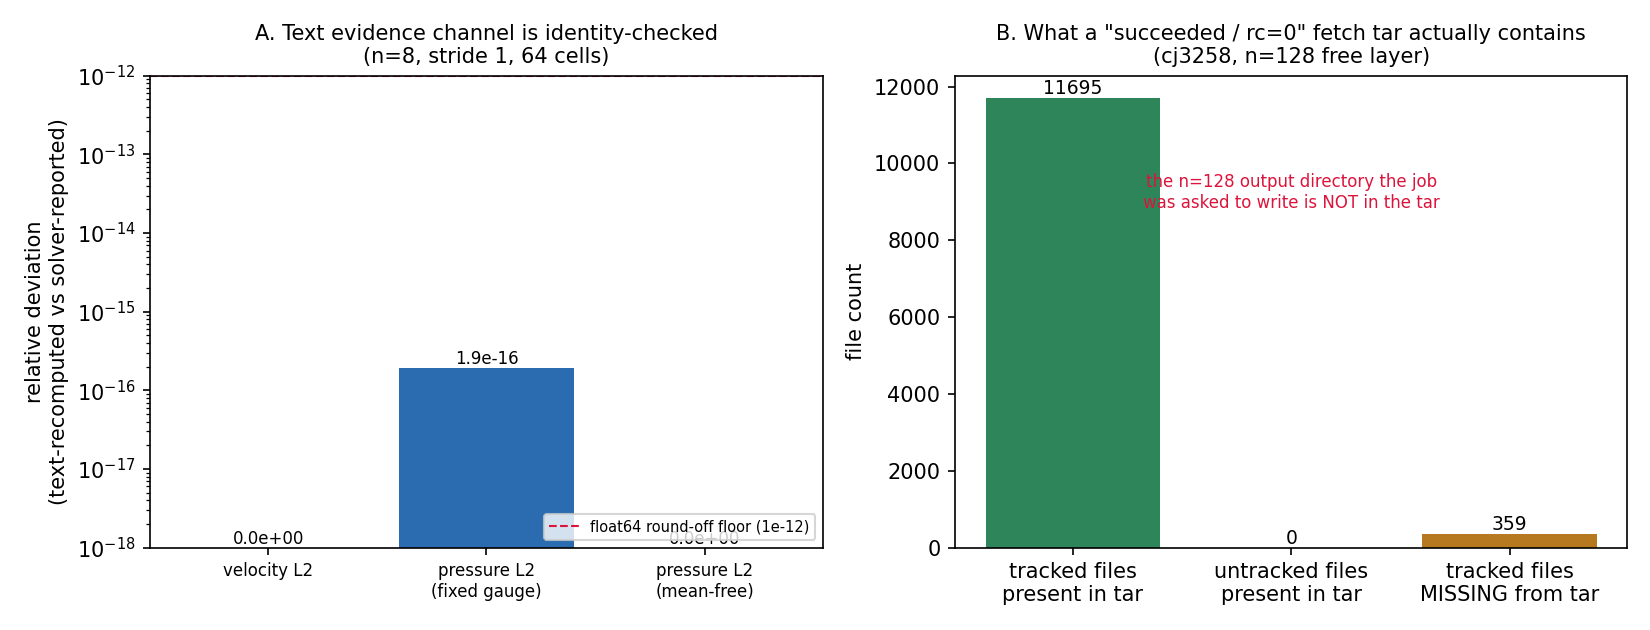 A. Text evidence channel is identity-checked
(n=8, stride 1, 64 cells)
relative deviation
(text-recomputed vs solver-reported)
10^-12
10^-13
10^-14
10^-15
10^-16
10^-17
10^-18
0.0e+00
1.9e-16
0.0e+00
float64 round-off floor (1e-12)
velocity L2
pressure L2
(fixed gauge)
pressure L2
(mean-free)
B. What a "succeeded / rc=0" fetch tar actually contains
(cj3258, n=128 free layer)
file count
12000
10000
8000
6000
4000
2000
0
11695
the n=128 output directory the job
was asked to write is NOT in the tar
0
359
tracked files
present in tar
untracked files
present in tar
tracked files
MISSING from tar